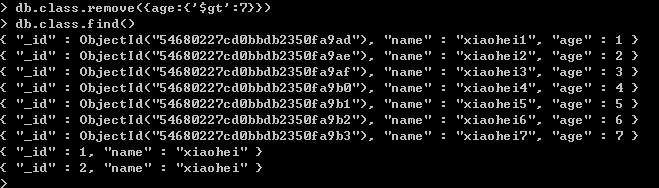 > db.class.remove({age:{'$gt':7}})
> db.class.find()
{ "_id" : ObjectId("54680227cd0bbdb2350fa9ad"), "name" : "xiaohei1", "age" : 1 }
{ "_id" : ObjectId("54680227cd0bbdb2350fa9ae"), "name" : "xiaohei2", "age" : 2 }
{ "_id" : ObjectId("54680227cd0bbdb2350fa9af"), "name" : "xiaohei3", "age" : 3 }
{ "_id" : ObjectId("54680227cd0bbdb2350fa9b0"), "name" : "xiaohei4", "age" : 4 }
{ "_id" : ObjectId("54680227cd0bbdb2350fa9b1"), "name" : "xiaohei5", "age" : 5 }
{ "_id" : ObjectId("54680227cd0bbdb2350fa9b2"), "name" : "xiaohei6", "age" : 6 }
{ "_id" : ObjectId("54680227cd0bbdb2350fa9b3"), "name" : "xiaohei7", "age" : 7 }
{ "_id" : 1, "name" : "xiaohei" }
{ "_id" : 2, "name" : "xiaohei" }
>